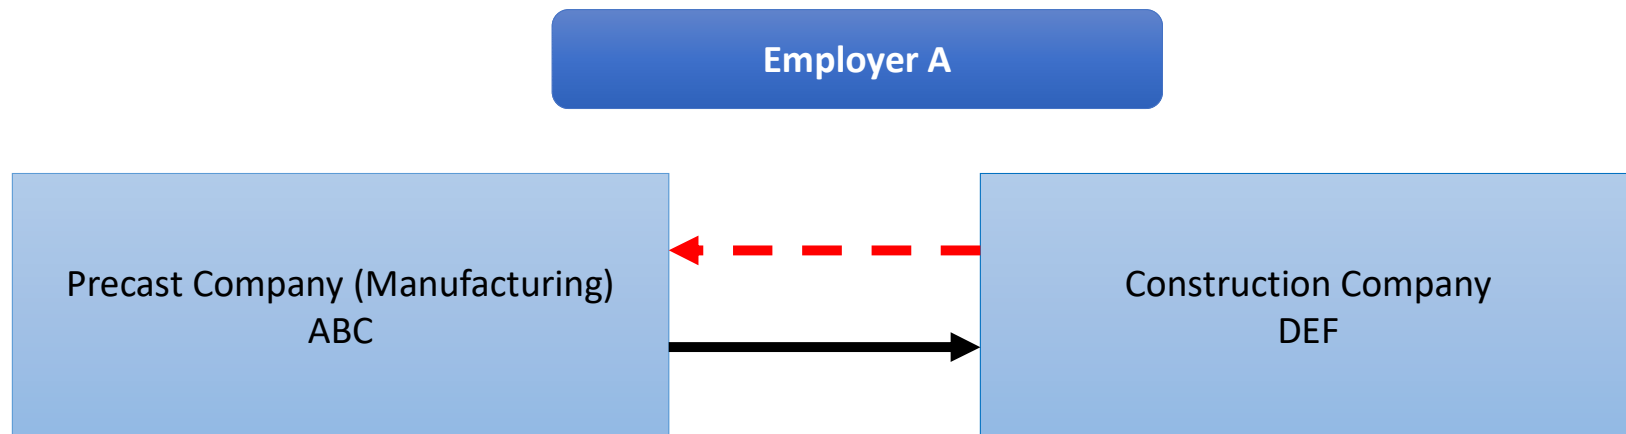 Employer A
Precast Company (Manufacturing)
ABC
Construction Company
DEF